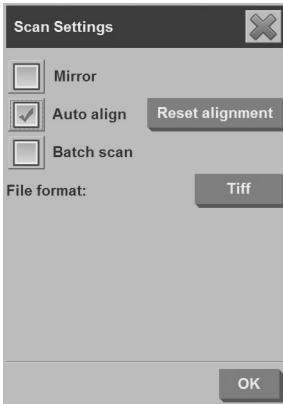 Scan Settings
Mirror
Auto align Reset alignment
Batch scan
File format: Tiff
OK